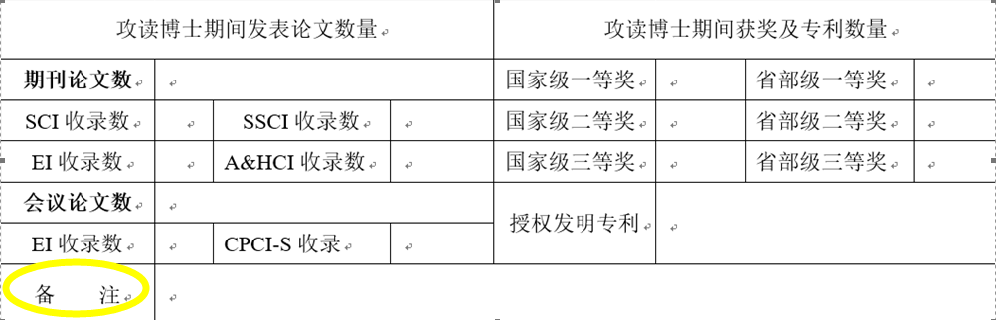 攻读博士期间发表论文数量 攻读博士期间获奖及专利数量
期刊论文数 国家级一等奖 省部级一等奖
SCI 收录数 SSCI 收录数 国家级二等奖 省部级二等奖
EI 收录数 A&HCI 收录数 国家级三等奖 省部级三等奖
会议论文数
授权发明专利
EI 收录数 CPCI-S 收录
备 注